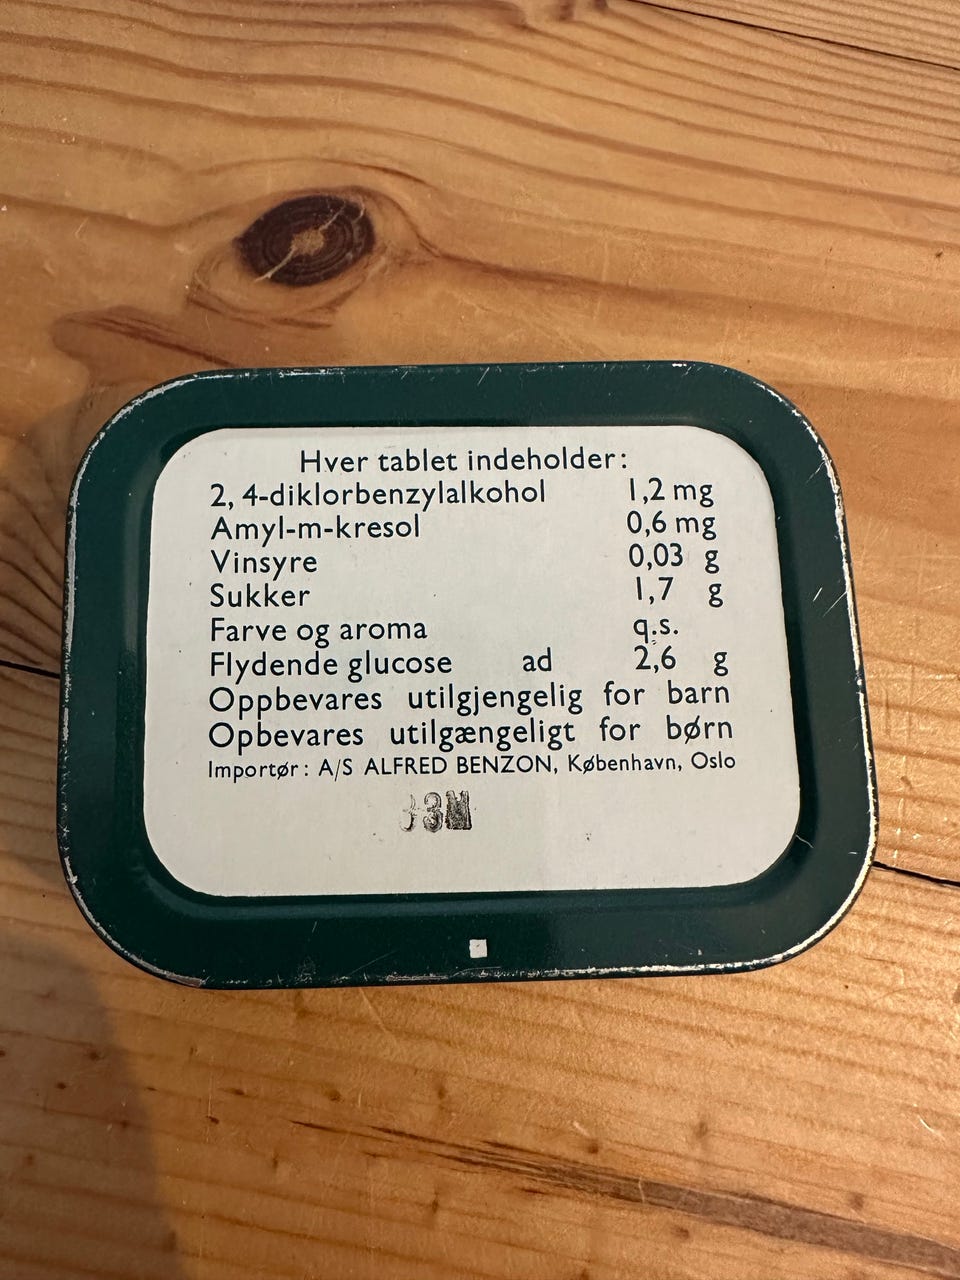 Hver tablet indeholder:
2, 4-diklorbenzylalkohol 1,2 mg
Amyl-m-kresol 0,6 mg
Vinsyre 0,03 g
Sukker 1,7 g
Farve og aroma q.s.
Flydende glucose ad 2,6 g
Oppbevares utilgjengelig for barn
Opbevares utilgængeligt for børn
Importør: A/S ALFRED BENZON, København, Oslo